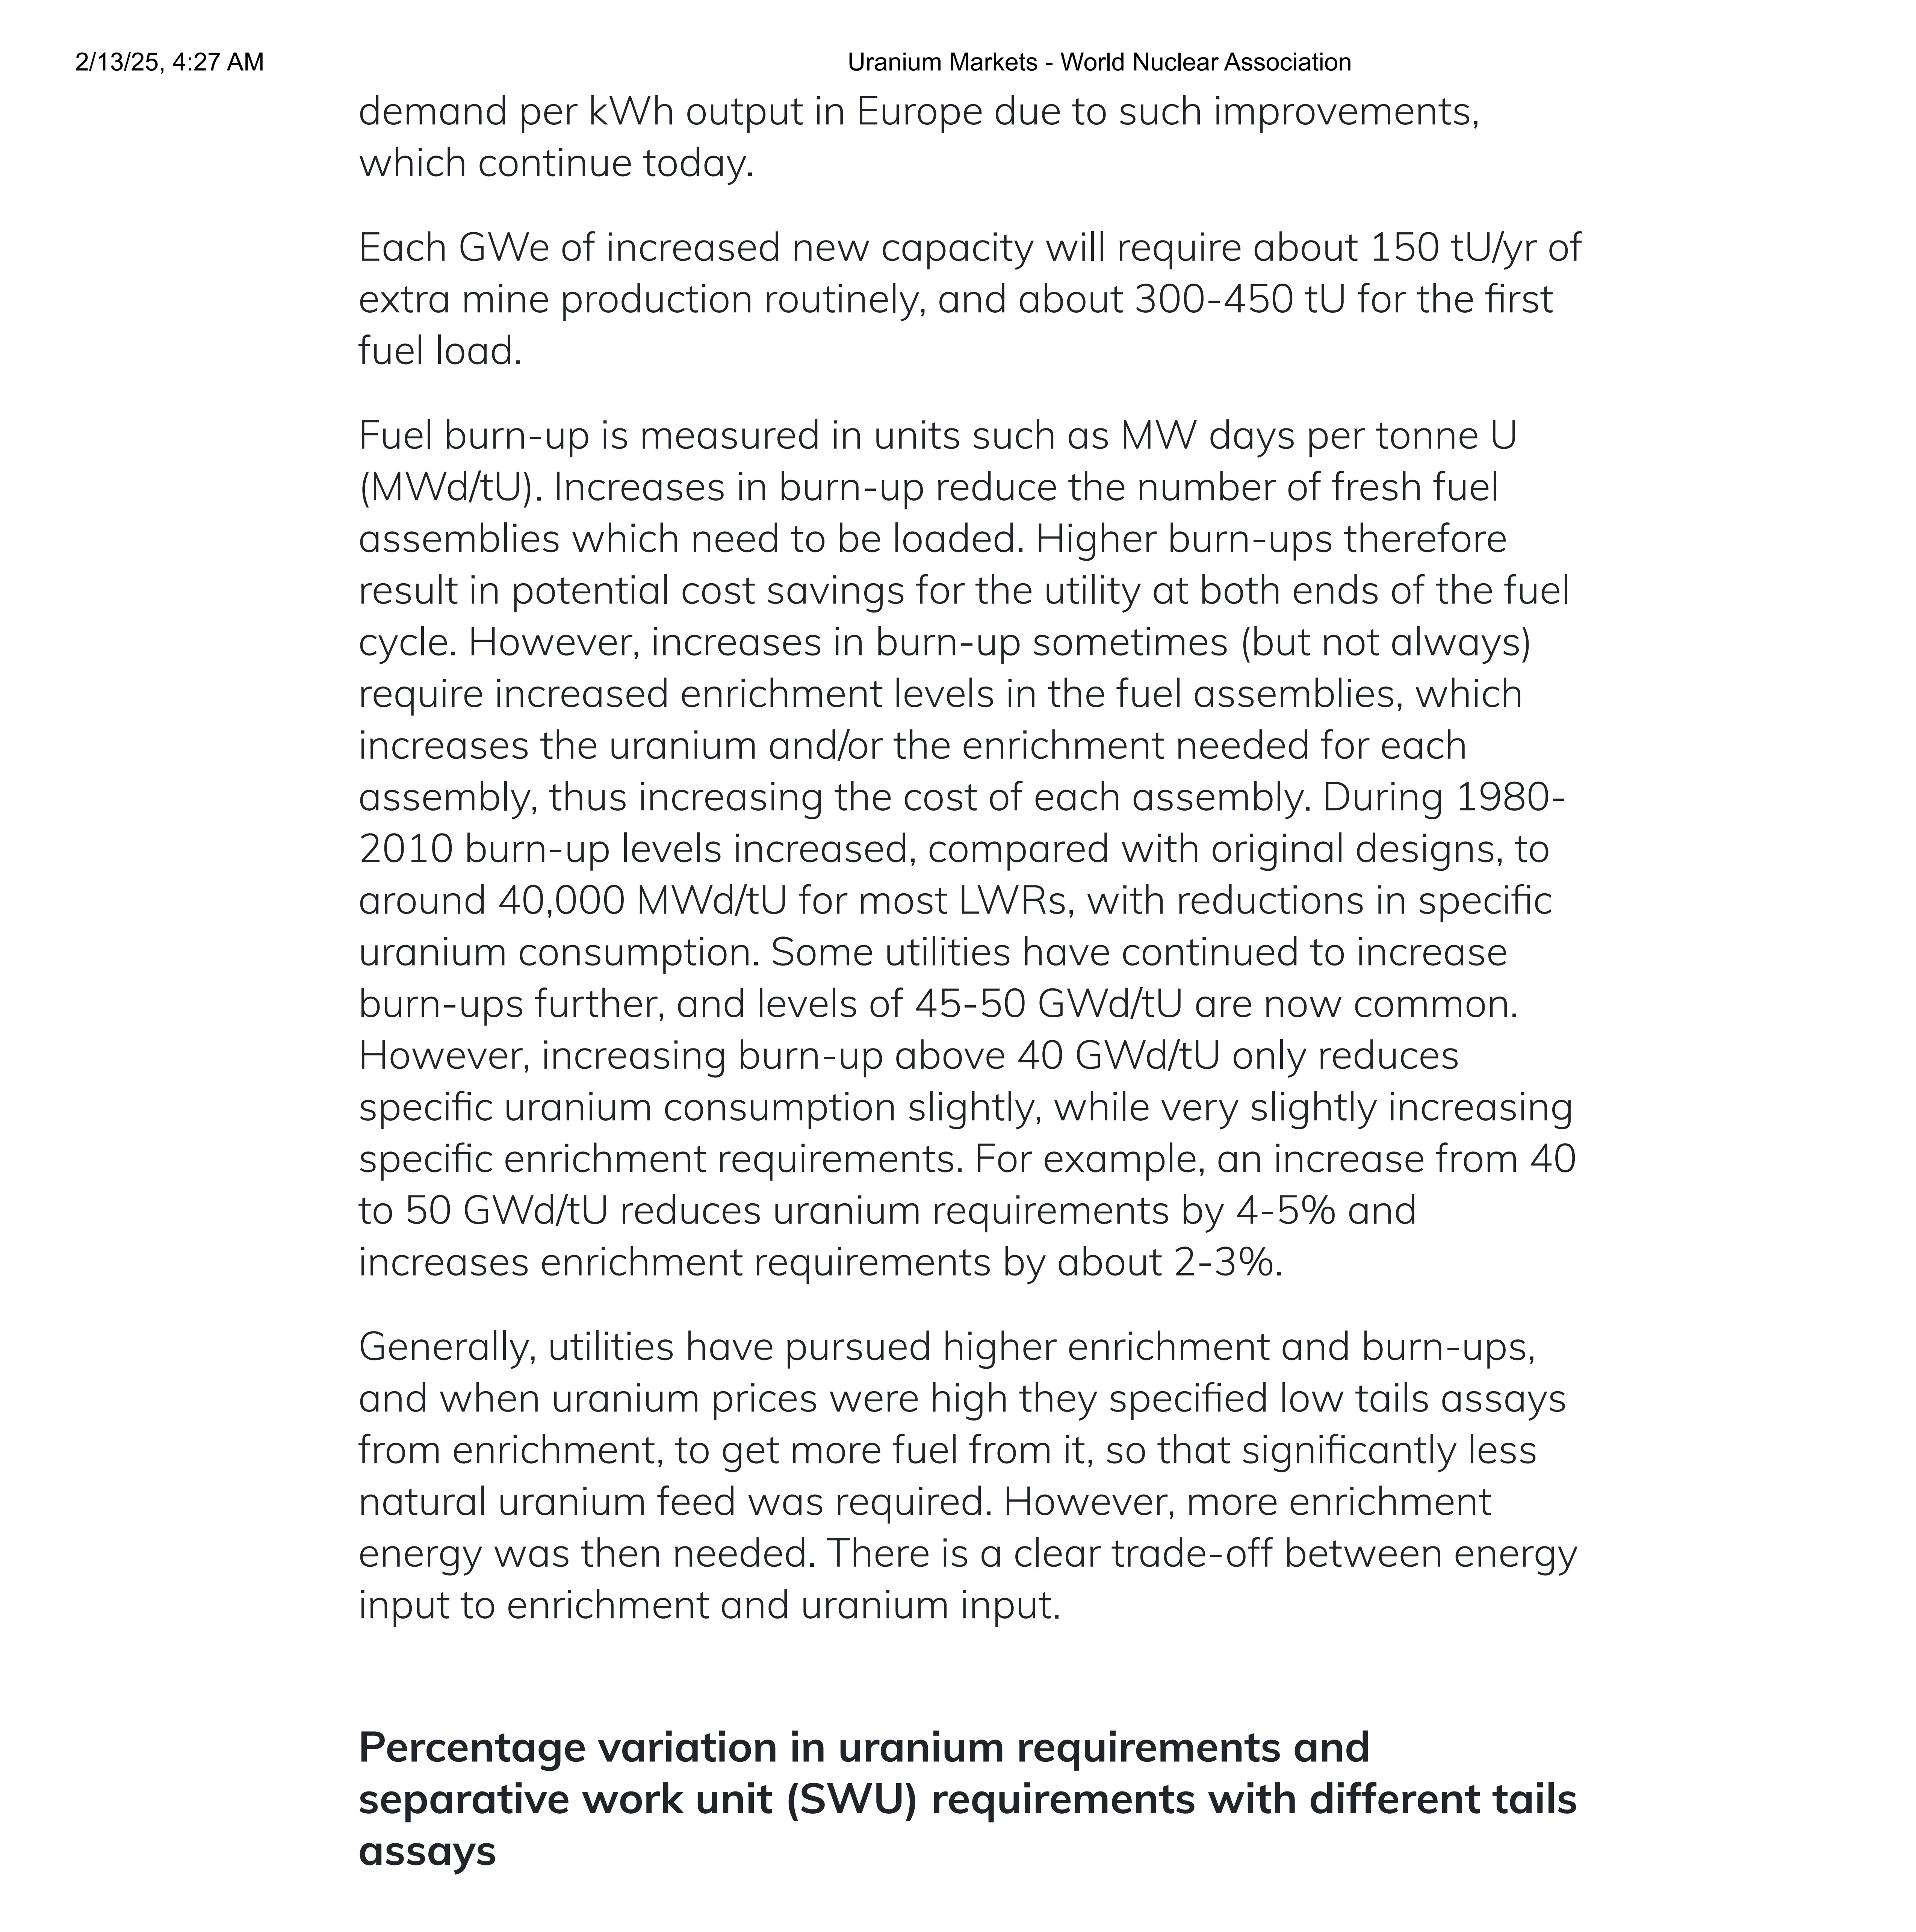 2/13/25, 4:27 AM
Uranium Markets - World Nuclear Association
demand per kWh output in Europe due to such improvements,
which continue today.
Each GWe of increased new capacity will require about 150 tU/yr of
extra mine production routinely, and about 300-450 tU for the first
fuel load.
Fuel burn-up is measured in units such as MW days per tonne U
(MWd/tU). Increases in burn-up reduce the number of fresh fuel
assemblies which need to be loaded. Higher burn-ups therefore
result in potential cost savings for the utility at both ends of the fuel
cycle. However, increases in burn-up sometimes (but not always)
require increased enrichment levels in the fuel assemblies, which
increases the uranium and/or the enrichment needed for each
assembly, thus increasing the cost of each assembly. During 1980-
2010 burn-up levels increased, compared with original designs, to
around 40,000 MWd/tU for most LWRs, with reductions in specific
uranium consumption. Some utilities have continued to increase
burn-ups further, and levels of 45-50 GWd/tU are now common.
However, increasing burn-up above 40 GWd/tU only reduces
specific uranium consumption slightly, while very slightly increasing
specific enrichment requirements. For example, an increase from 40
to 50 GWd/tU reduces uranium requirements by 4-5% and
increases enrichment requirements by about 2-3%.
Generally, utilities have pursued higher enrichment and burn-ups,
and when uranium prices were high they specified low tails assays
from enrichment, to get more fuel from it, so that significantly less
natural uranium feed was required. However, more enrichment
energy was then needed. There is a clear trade-off between energy
input to enrichment and uranium input.
Percentage variation in uranium requirements and
separative work unit (SWU) requirements with different tails
assays